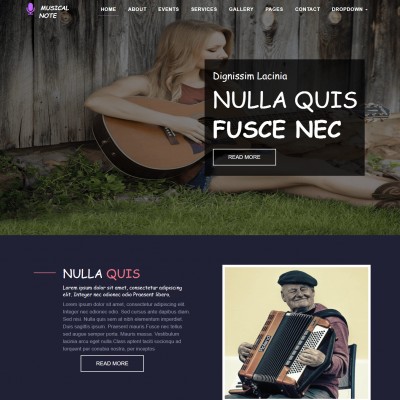 MUSICAL
NOTE
HOME ABOUT EVENTS SERVICES GALLERY PAGES CONTACT DROPDOWN
Dignissim Lacinia
NULLA QUIS
FUSCE NEC
READ MORE
NULLA QUIS
Lorem ipsum dolor sit amet, consectetur adipiscing
elit. Integer nec odionec odio Praesent libero.
Lorem ipsum dolor sit amet, consectetur adipiscing elit.
Integer nec odio. Cursus ante dapibus diam
Sed nisi. Nulla quis sem at nibh elementum imperdiet.
Duis sagittis ipsum. Praesent mauris Fusce nec tellus
sed augue semper porta. Mauris massa. Vestibulum
lacinia arcu eget nulla Class aptent taciti sociosqu ad
torquent per conubia nostra, per inceptos.
READ MORE